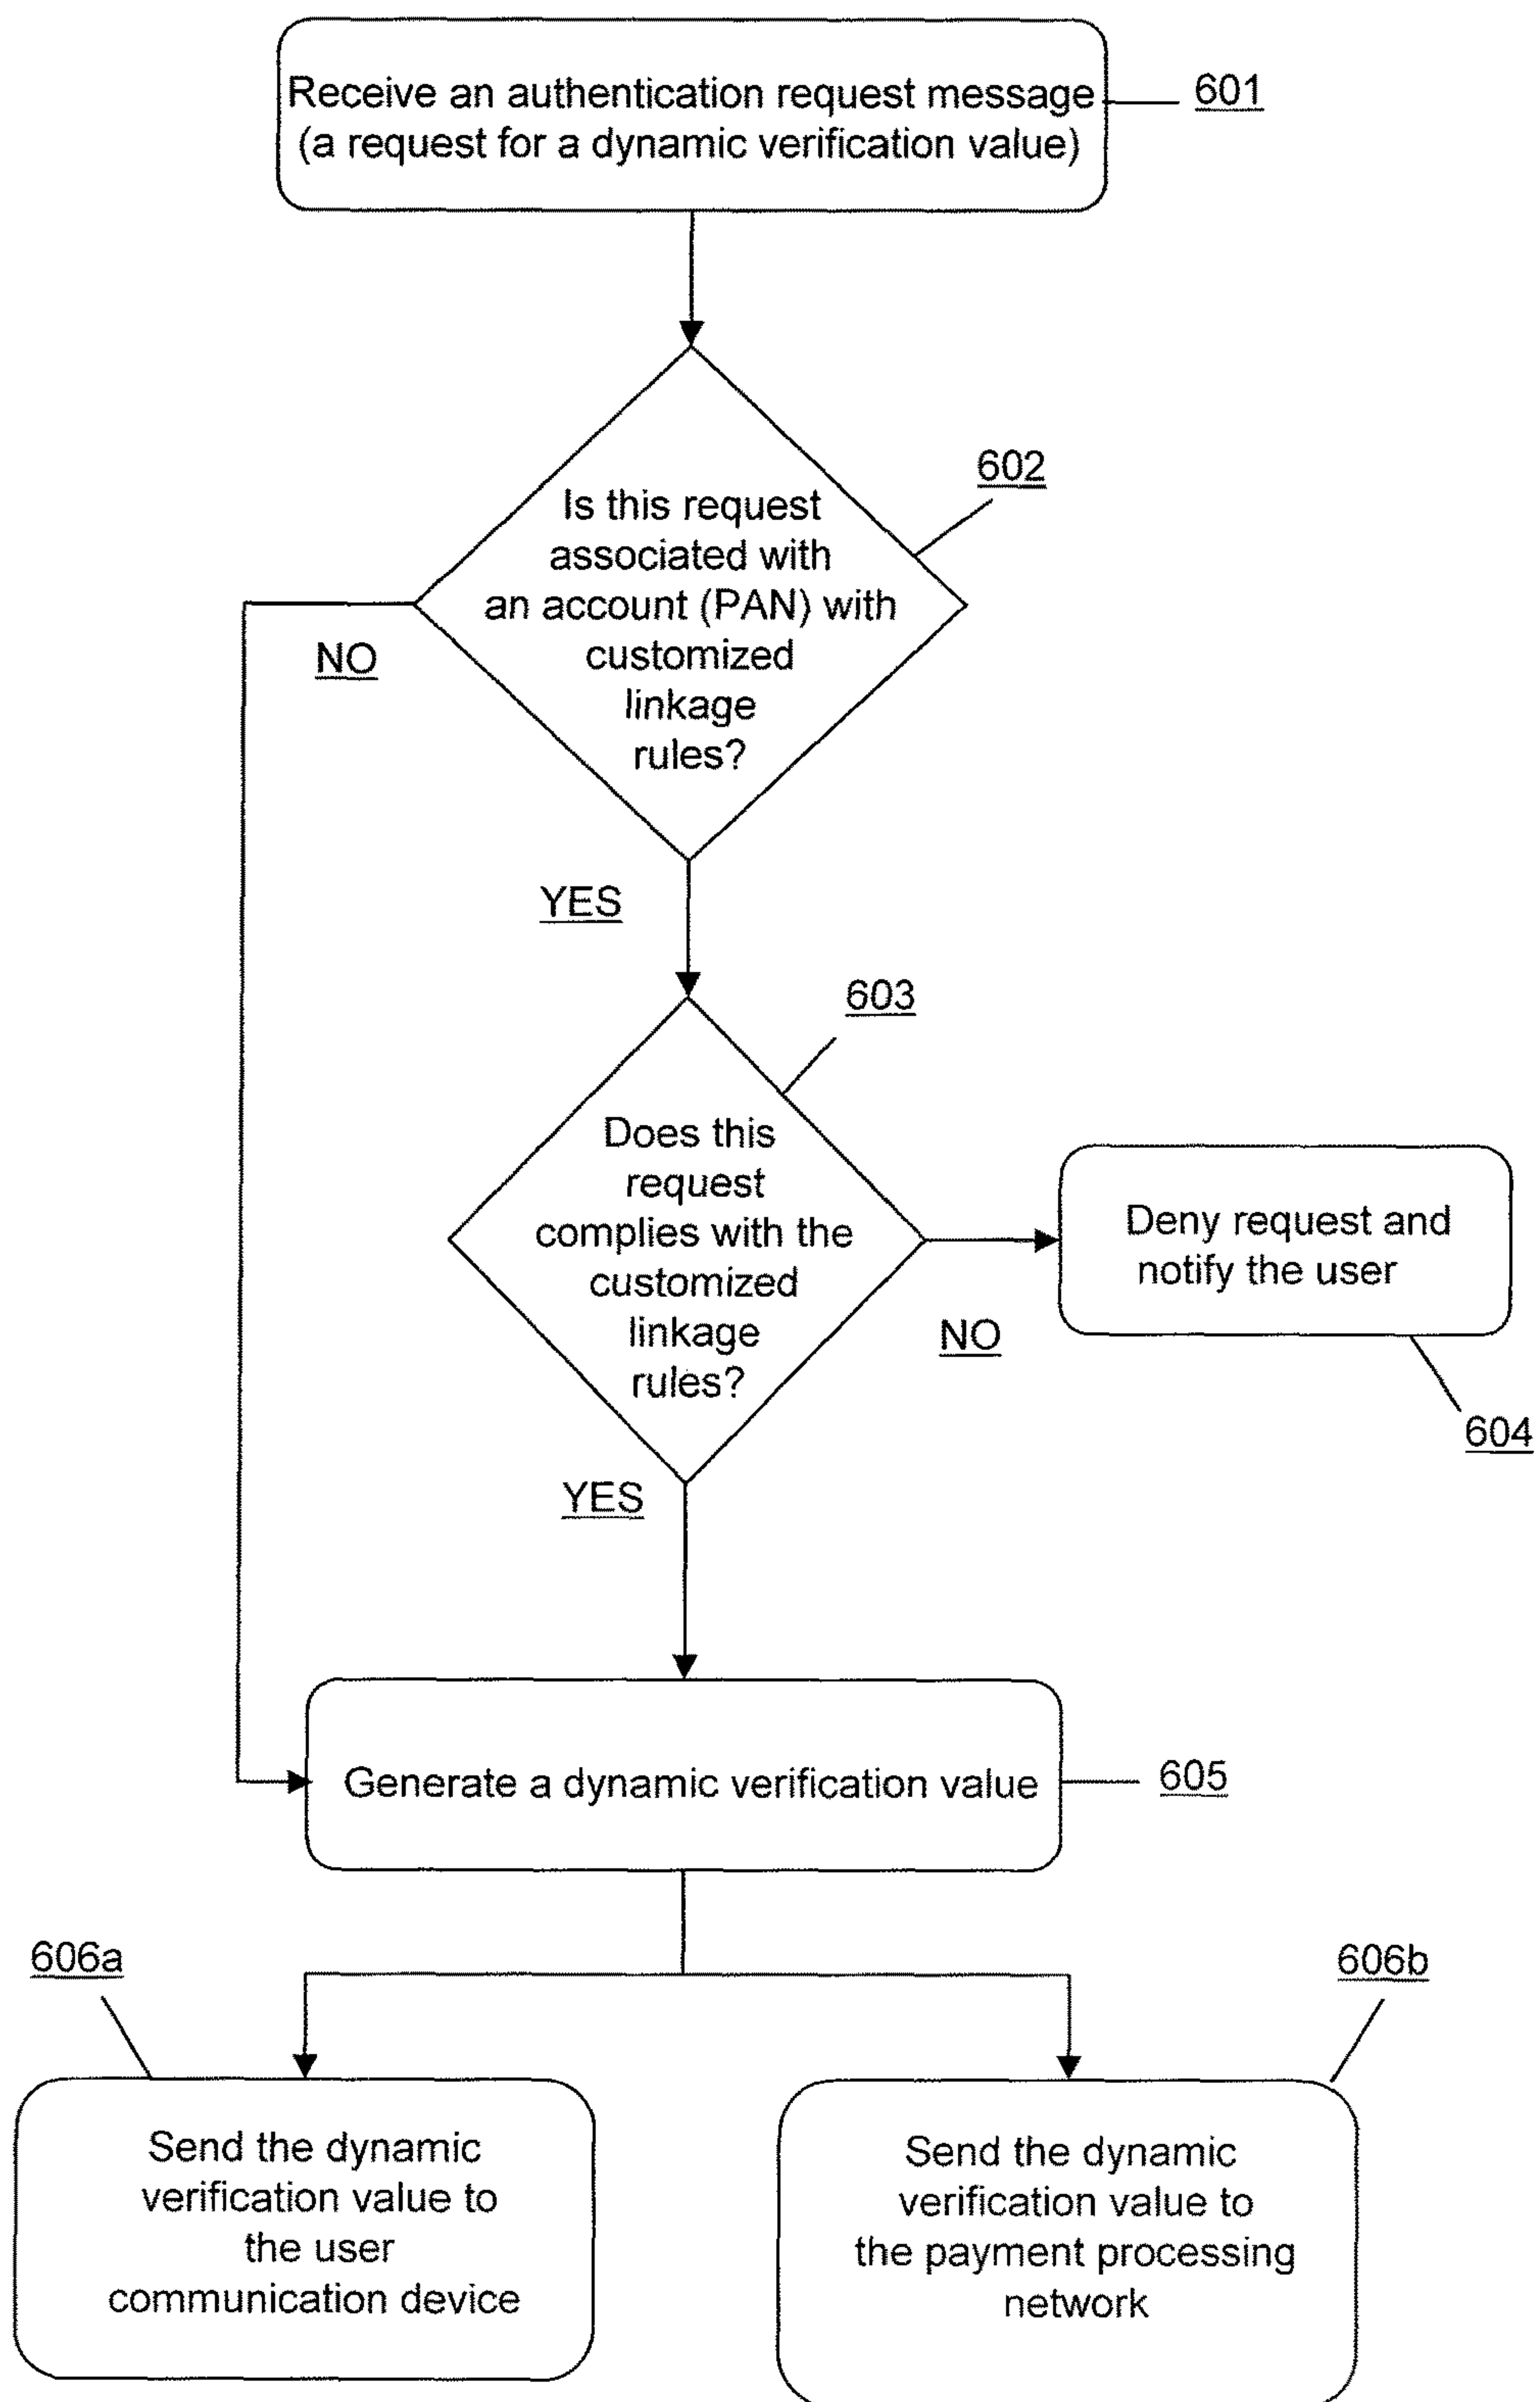 Receive an authentication request message
(a request for a dynamic verification value)
601
602
Is this request
associated with
an account (PAN) with
customized
linkage
rules?
NO
YES
603
Does this
request
complies with the
customized
linkage
rules?
Deny request and
notify the user
NO
604
YES
Generate a dynamic verification value
605
606a
606b
Send the dynamic
verification value to
the user
communication device
Send the dynamic
verification value to
the payment processing
network